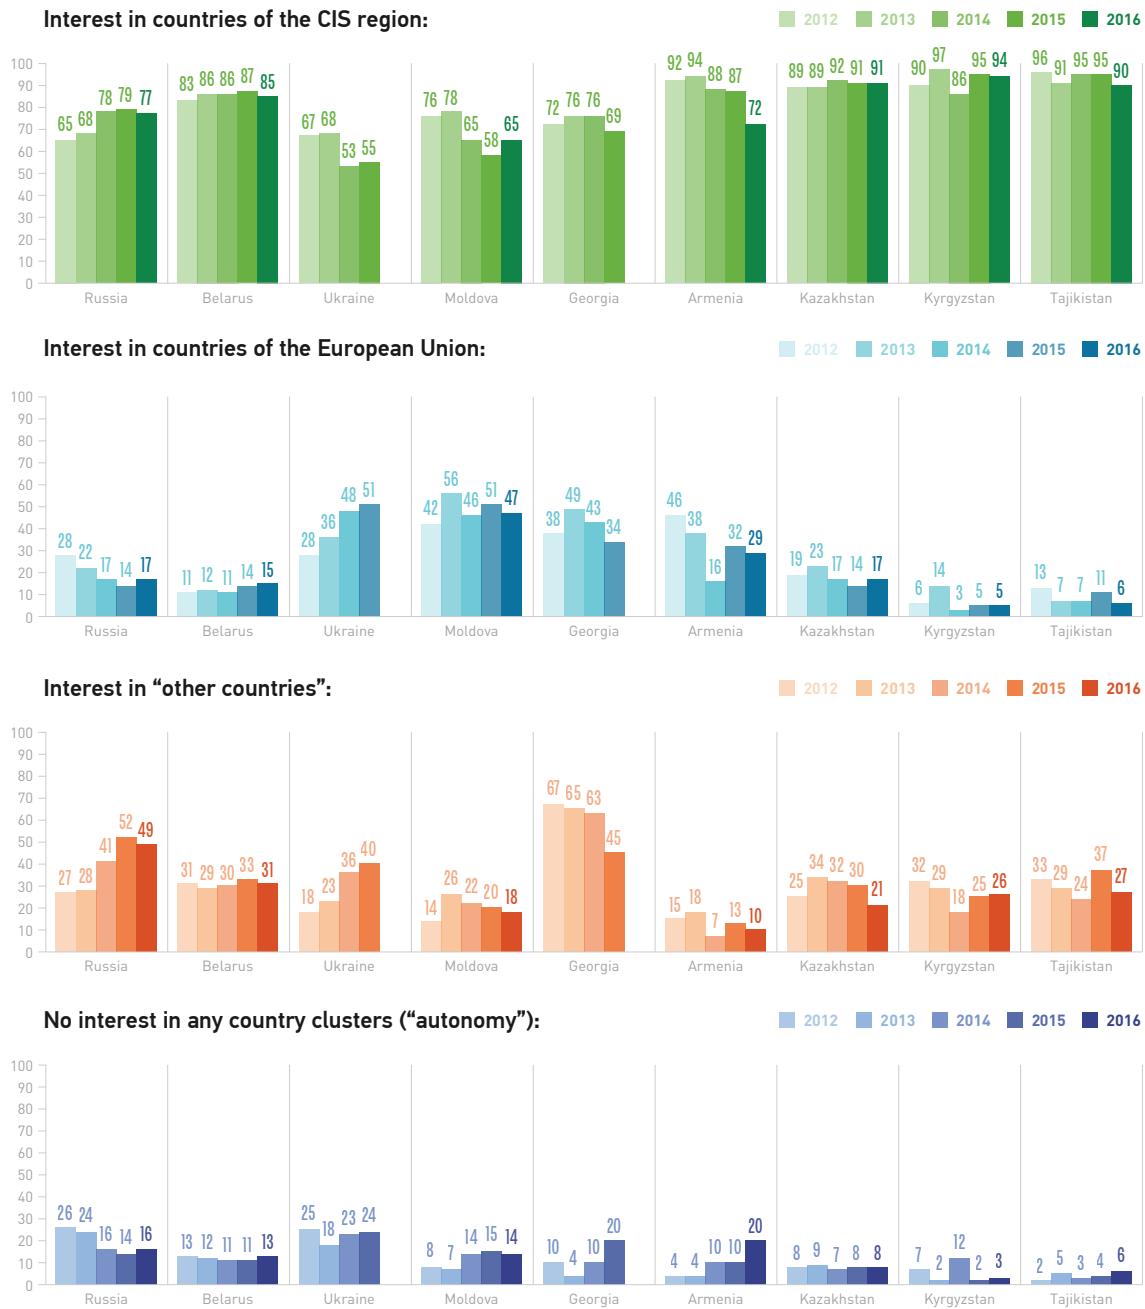 Interest in countries of the CIS region:
2012 2013 2014 2015 2016
100
90
80
70
60
50
40
30
20
10
0
65 68 78 79 77
83 86 86 87 85
67 68 53 55
76 78 65 58 65
72 76 76 69
92 94 88 87 72
89 89 92 91 91
90 97 86 95 94
96 91 95 95 90
Russia Belarus Ukraine Moldova Georgia Armenia Kazakhstan Kyrgyzstan Tajikistan
Interest in countries of the European Union:
2012 2013 2014 2015 2016
100
90
80
70
60
50
40
30
20
10
0
28 22 17 14 17
11 12 11 14 15
28 36 48 51
42 56 46 51 47
38 49 43 34
46 38 16 32 29
19 23 17 14 17
6 14 3 5 5
13 7 7 11 6
Russia Belarus Ukraine Moldova Georgia Armenia Kazakhstan Kyrgyzstan Tajikistan
Interest in “other countries”:
2012 2013 2014 2015 2016
100
90
80
70
60
50
40
30
20
10
0
27 28 41 52 49
31 29 30 33 31
18 23 36 40
14 26 22 20 18
67 65 63 45
15 18 7 13 10
25 34 32 30 21
32 29 18 25 26
33 29 24 37 27
Russia Belarus Ukraine Moldova Georgia Armenia Kazakhstan Kyrgyzstan Tajikistan
No interest in any country clusters (“autonomy”):
2012 2013 2014 2015 2016
100
90
80
70
60
50
40
30
20
10
0
26 24 16 14 16
13 12 11 11 13
25 18 23 24
8 7 14 15 14
10 4 10 20
4 4 10 10 20
8 9 7 8 8
7 2 12 2 3
2 5 3 4 6
Russia Belarus Ukraine Moldova Georgia Armenia Kazakhstan Kyrgyzstan Tajikistan